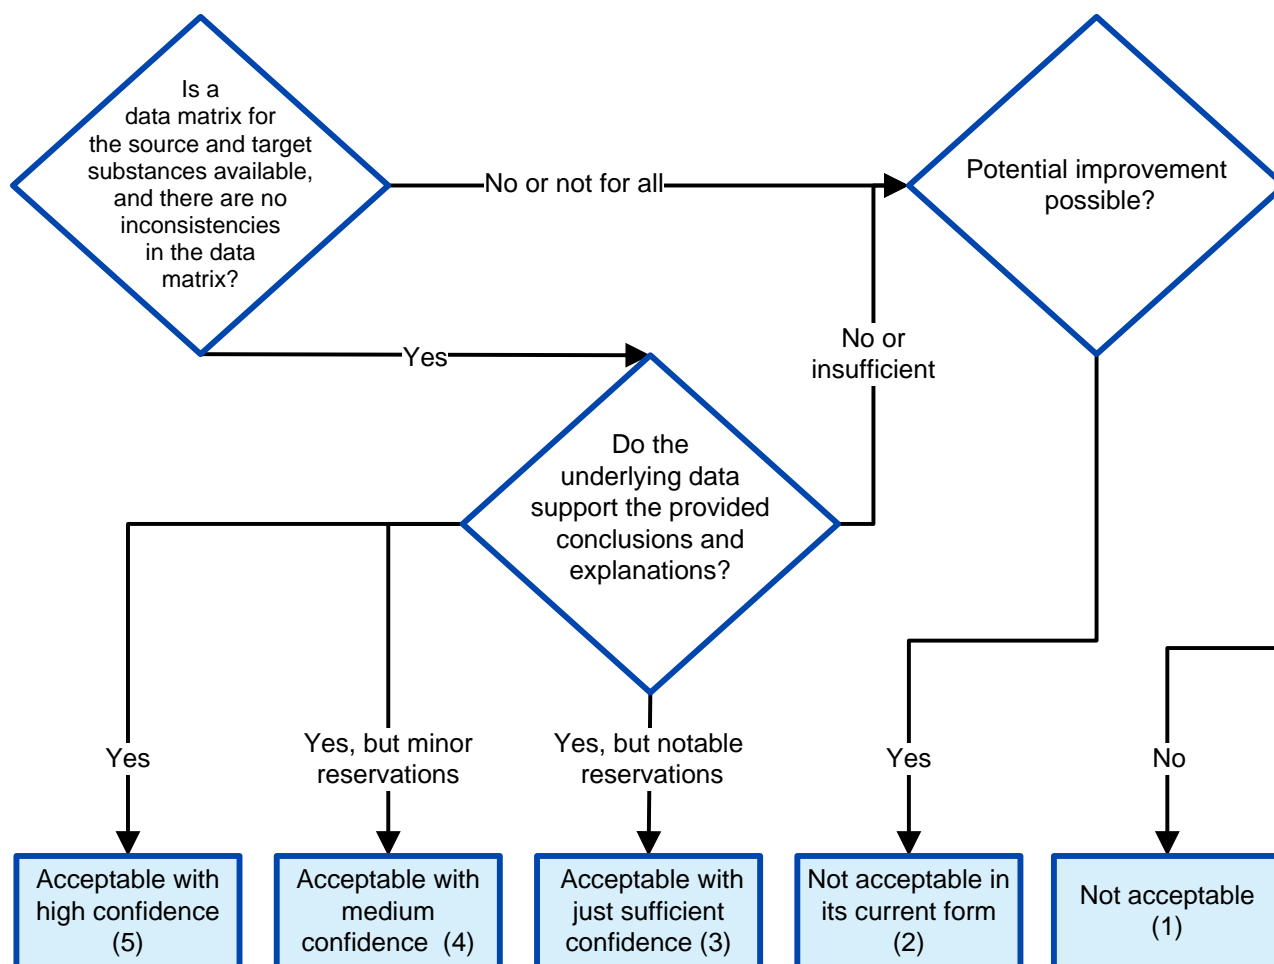 Is a
data matrix for
the source and target
substances available,
and there are no
inconsistencies
in the data
matrix?
No or not for all
Potential improvement
possible?
Yes
No or
insufficient
Do the
underlying data
support the provided
conclusions and
explanations?
Yes
Yes, but minor
reservations
Yes, but notable
reservations
Yes
No
Acceptable with
high confidence
(5)
Acceptable with
medium
confidence (4)
Acceptable with
just sufficient
confidence (3)
Not acceptable in
its current form
(2)
Not acceptable
(1)